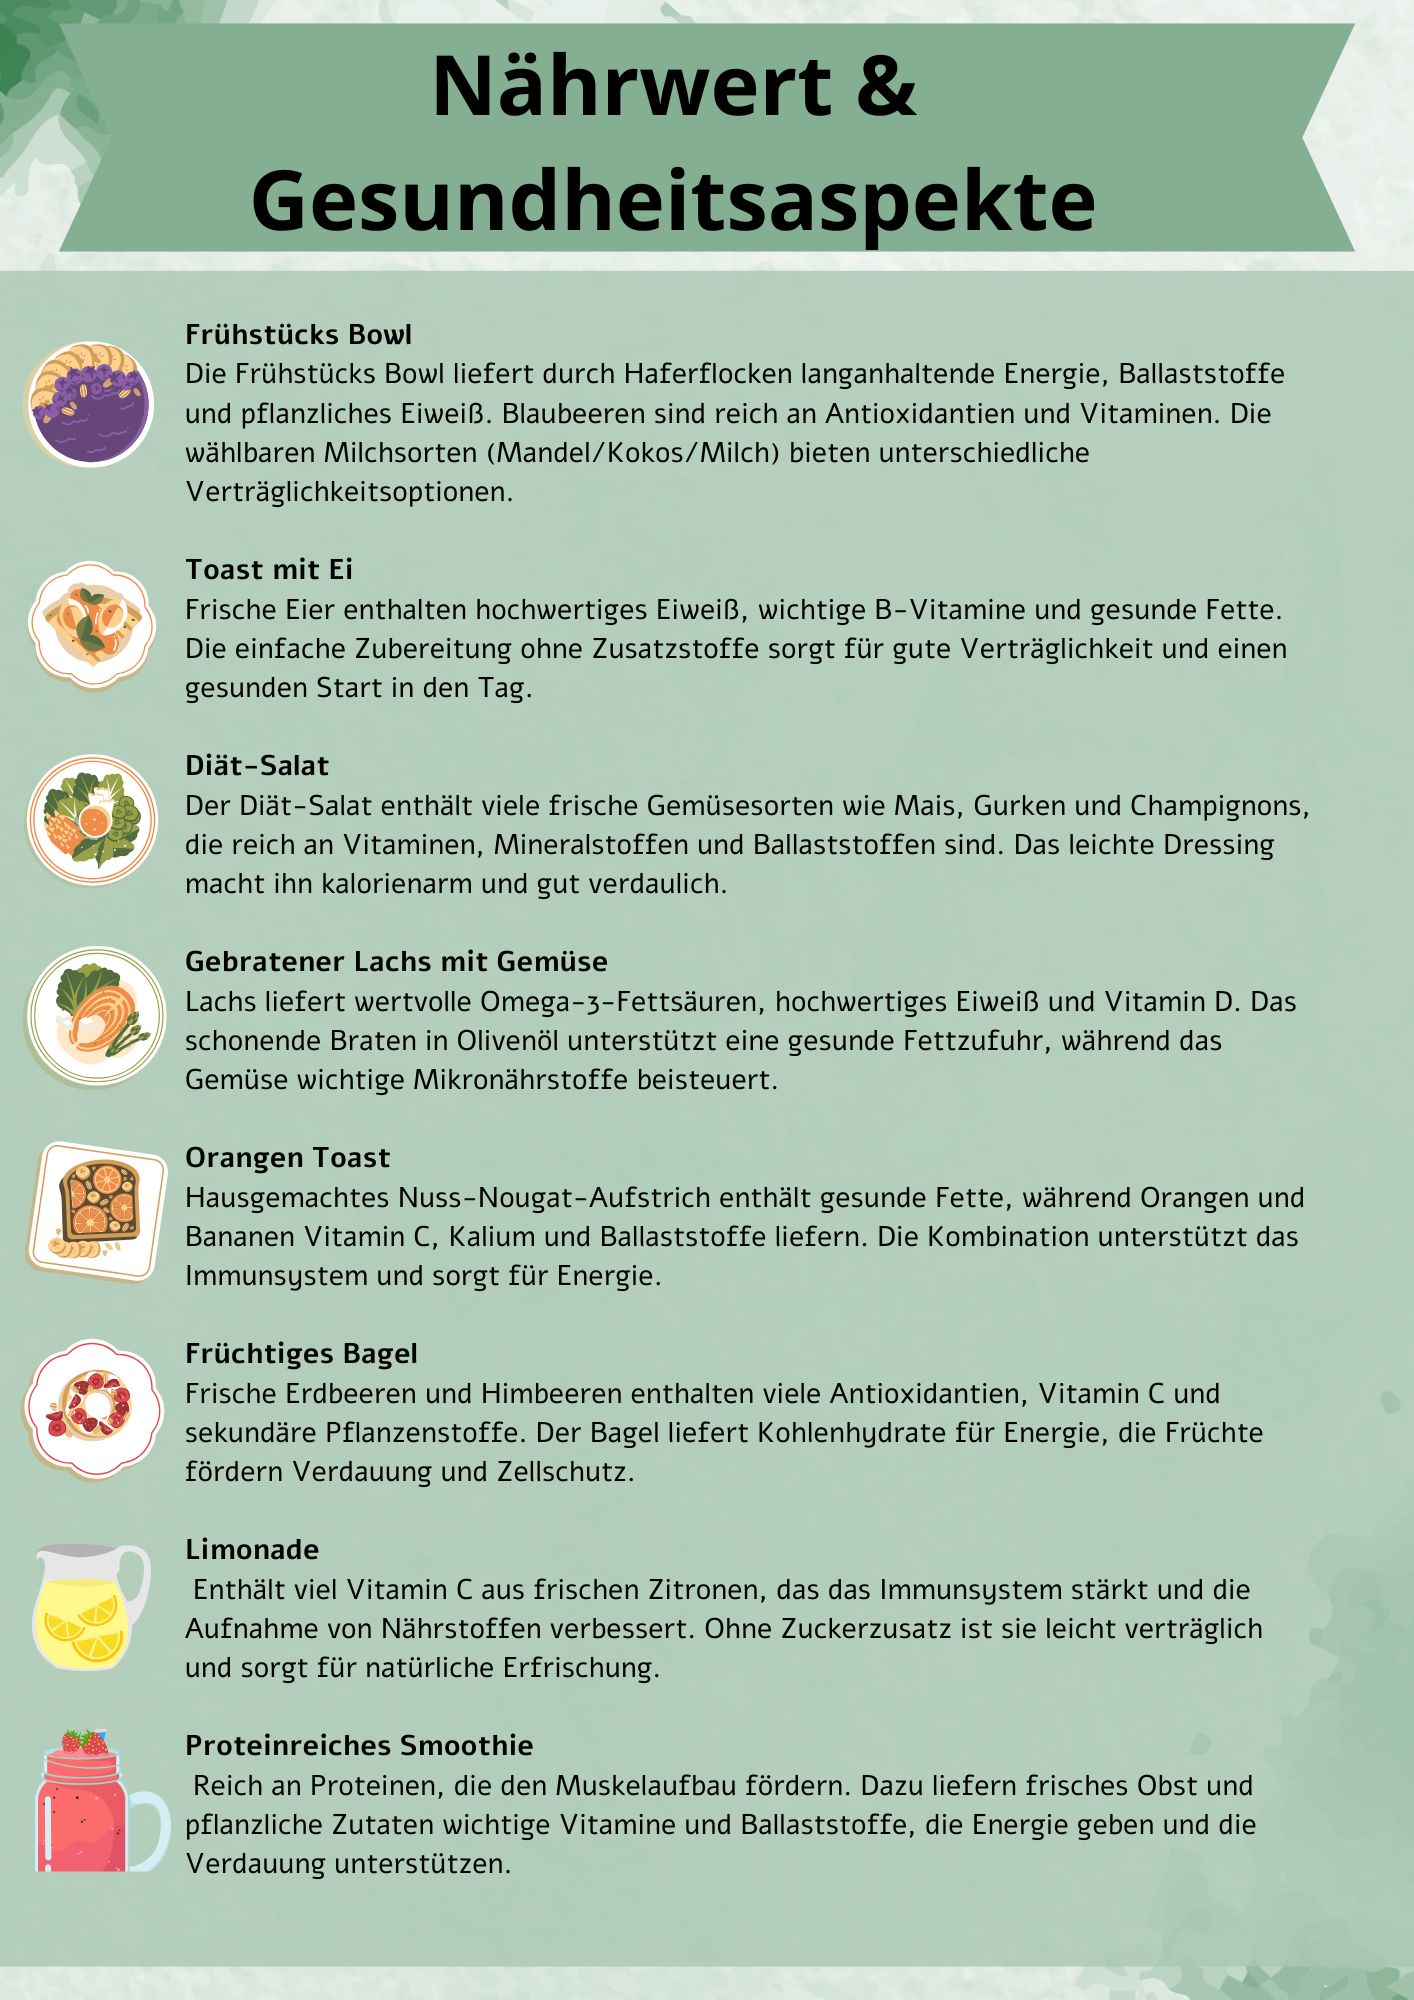 Nährwert &
Gesundheitsaspekte
Frühstücks Bowl
Die Frühstücks Bowl liefert durch Haferflocken langanhaltende Energie, Ballaststoffe
und pflanzliches Eiweiß. Blaubeeren sind reich an Antioxidantien und Vitaminen. Die
wählbaren Milchsorten (Mandel/Kokos/Milch) bieten unterschiedliche
Verträglichkeitsoptionen.
Toast mit Ei
Frische Eier enthalten hochwertiges Eiweiß, wichtige B-Vitamine und gesunde Fette.
Die einfache Zubereitung ohne Zusatzstoffe sorgt für gute Verträglichkeit und einen
gesunden Start in den Tag.
Diät-Salat
Der Diät-Salat enthält viele frische Gemüsesorten wie Mais, Gurken und Champignons,
die reich an Vitaminen, Mineralstoffen und Ballaststoffen sind. Das leichte Dressing
macht ihn kalorienarm und gut verdaulich.
Gebratener Lachs mit Gemüse
Lachs liefert wertvolle Omega-3-Fettsäuren, hochwertiges Eiweiß und Vitamin D. Das
schonende Braten in Olivenöl unterstützt eine gesunde Fettzufuhr, während das
Gemüse wichtige Mikronährstoffe beisteuert.
Orangen Toast
Hausgemachtes Nuss-Nougat-Aufstrich enthält gesunde Fette, während Orangen und
Bananen Vitamin C, Kalium und Ballaststoffe liefern. Die Kombination unterstützt das
Immunsystem und sorgt für Energie.
Früchtiges Bagel
Frische Erdbeeren und Himbeeren enthalten viele Antioxidantien, Vitamin C und
sekundäre Pflanzenstoffe. Der Bagel liefert Kohlenhydrate für Energie, die Früchte
fördern Verdauung und Zellschutz.
Limonade
Enthält viel Vitamin C aus frischen Zitronen, das das Immunsystem stärkt und die
Aufnahme von Nährstoffen verbessert. Ohne Zuckerzusatz ist sie leicht verträglich
und sorgt für natürliche Erfrischung.
Proteinreiches Smoothie
Reich an Proteinen, die den Muskelaufbau fördern. Dazu liefern frisches Obst und
pflanzliche Zutaten wichtige Vitamine und Ballaststoffe, die Energie geben und die
Verdauung unterstützen.